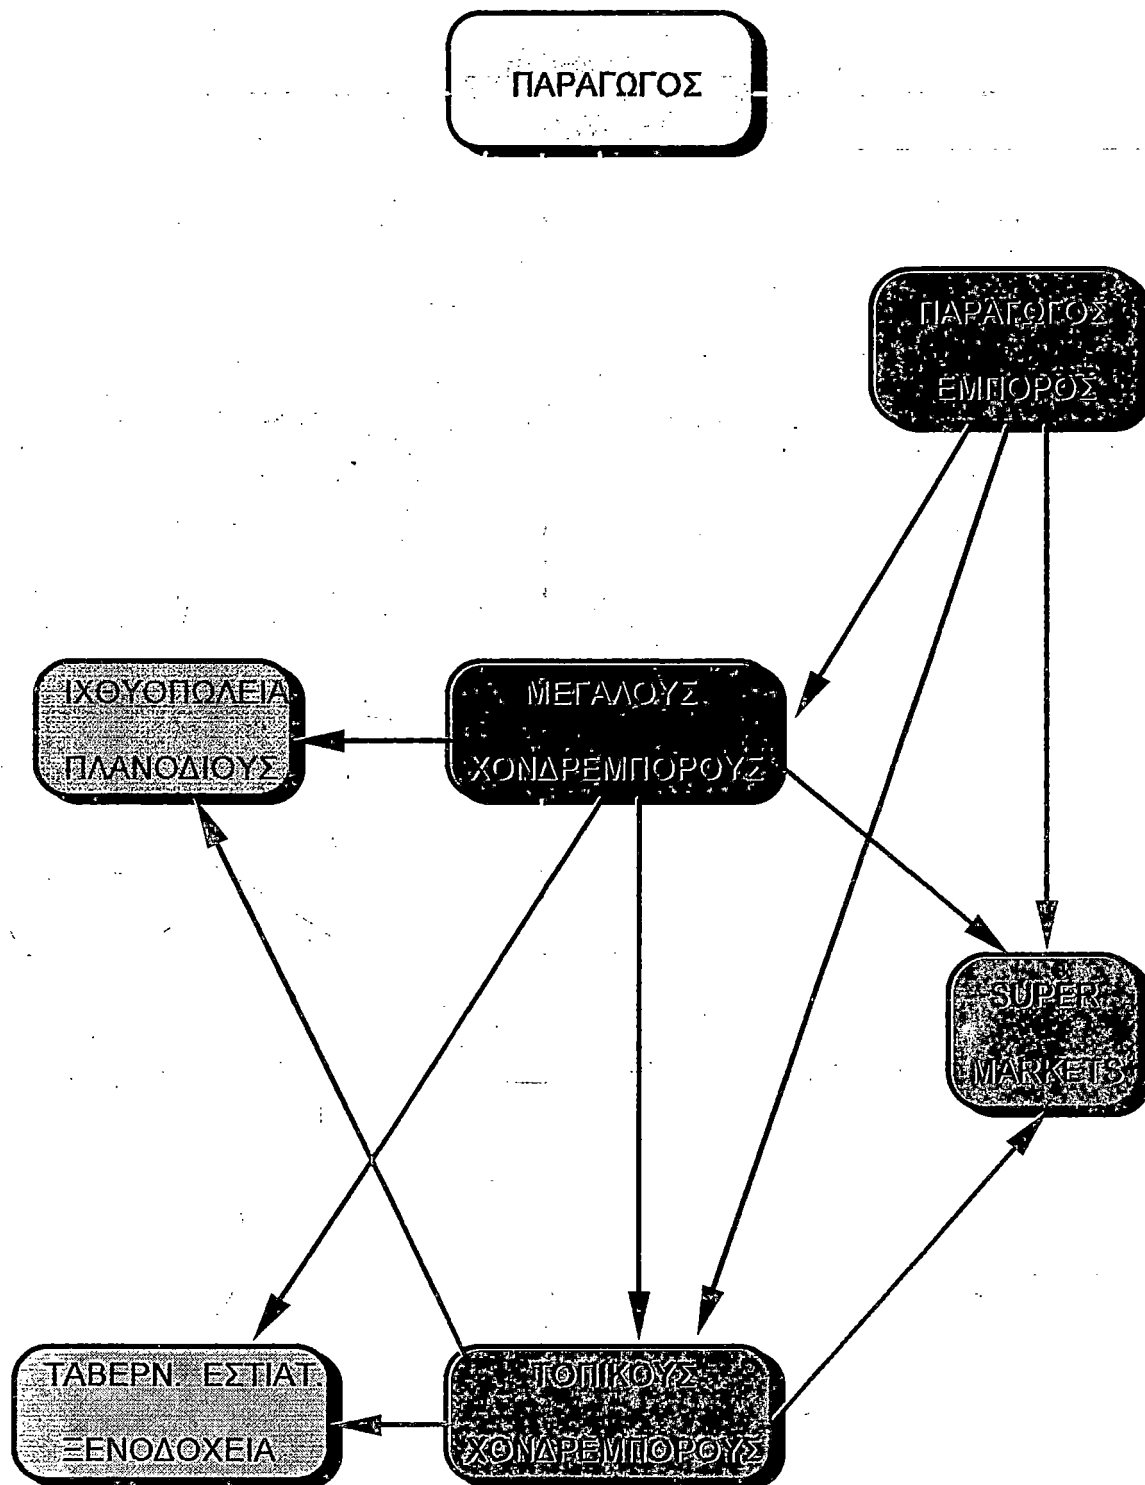 ΠΑΡΑΓΩΓΟΣ
ΠΑΡΑΓΩΓΟΣ
ΕΜΠΟΡΟΣ
ΙΧΘΥΟΠΩΛΕΙΑ
ΠΛΑΝΟΔΙΟΥΣ
ΜΕΓΑΛΟΥΣ
ΧΟΝΔΡΕΜΠΟΡΟΥΣ
SUPER
MARKETS
ΤΑΒΕΡΝ. ΕΣΤΙΑΤ.
ΞΕΝΟΔΟΧΕΙΑ
ΤΟΠΙΚΟΥΣ
ΧΟΝΔΡΕΜΠΟΡΟΥΣ